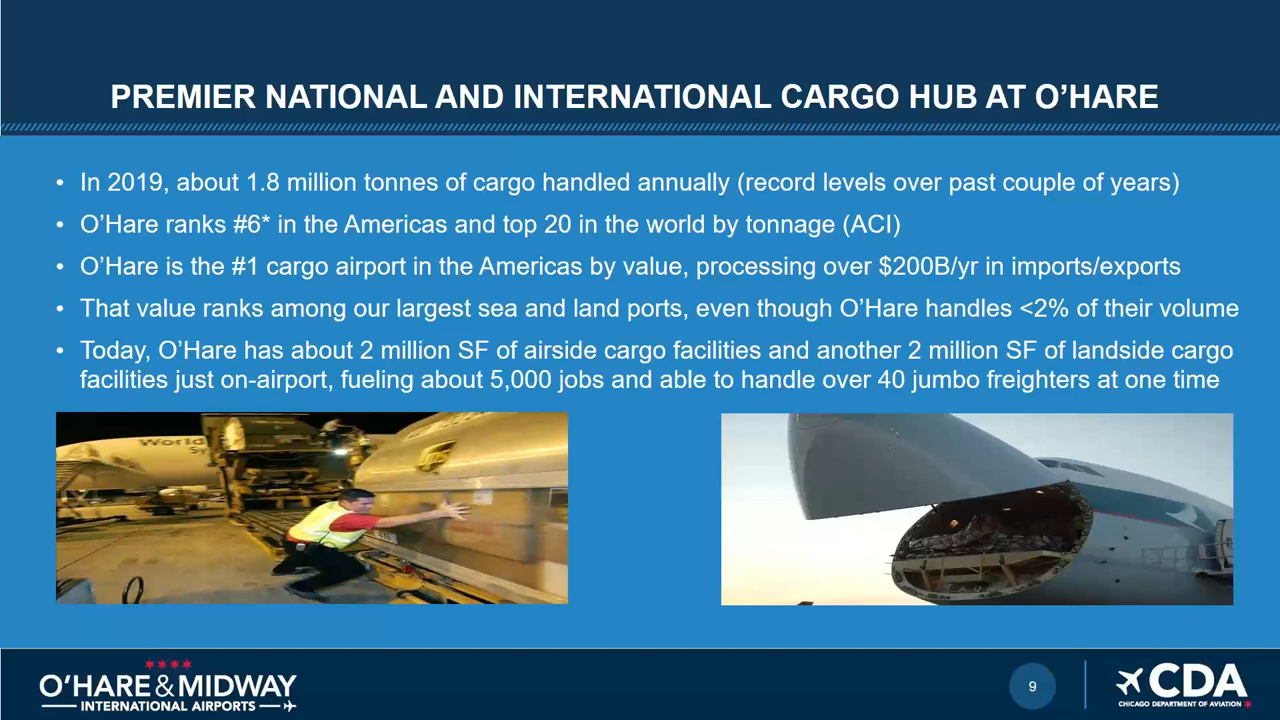 PREMIER NATIONAL AND INTERNATIONAL CARGO HUB AT O’HARE
• In 2019, about 1.8 million tonnes of cargo handled annually (record levels over past couple of years)
• O’Hare ranks #6* in the Americas and top 20 in the world by tonnage (ACI)
• O’Hare is the #1 cargo airport in the Americas by value, processing over $200B/yr in imports/exports
• That value ranks among our largest sea and land ports, even though O’Hare handles <2% of their volume
• Today, O’Hare has about 2 million SF of airside cargo facilities and another 2 million SF of landside cargo
facilities just on-airport, fueling about 5,000 jobs and able to handle over 40 jumbo freighters at one time
World
O’HARE & MIDWAY
INTERNATIONAL AIRPORTS
9
CDA
CHICAGO DEPARTMENT OF AVIATION